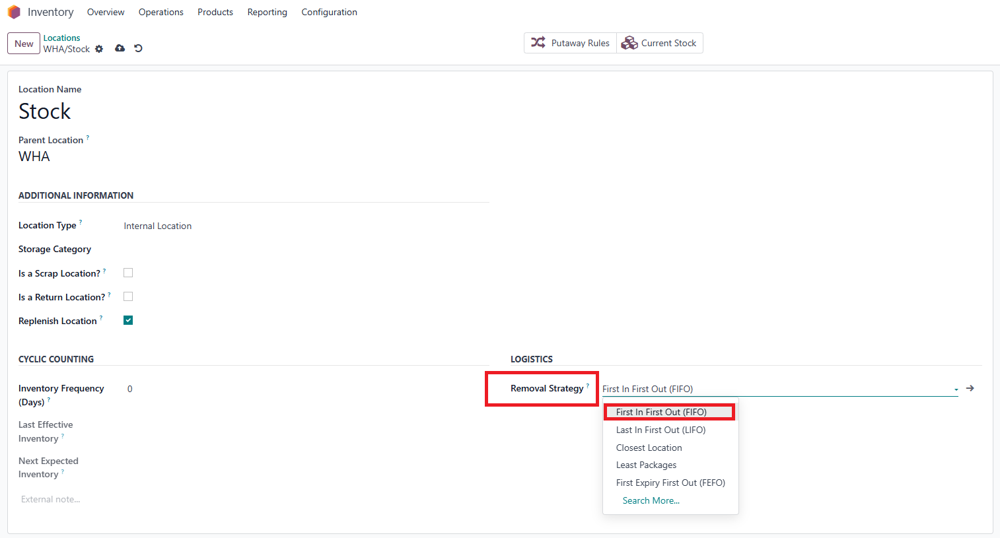 Inventory Overview Operations Products Reporting Configuration
New
Locations
WHA/Stock
Putaway Rules
Current Stock
Location Name
Stock
Parent Location ?
WHA
ADDITIONAL INFORMATION
Location Type ? Internal Location
Storage Category
Is a Scrap Location? ?
Is a Return Location? ?
Replenish Location ?
CYCLIC COUNTING
Inventory Frequency (Days) ? 0
Last Effective
Inventory ?
Next Expected
Inventory ?
External note...
LOGISTICS
Removal Strategy ? First In First Out (FIFO)
First In First Out (FIFO)
Last In First Out (LIFO)
Closest Location
Least Packages
First Expiry First Out (FEFO)
Search More...